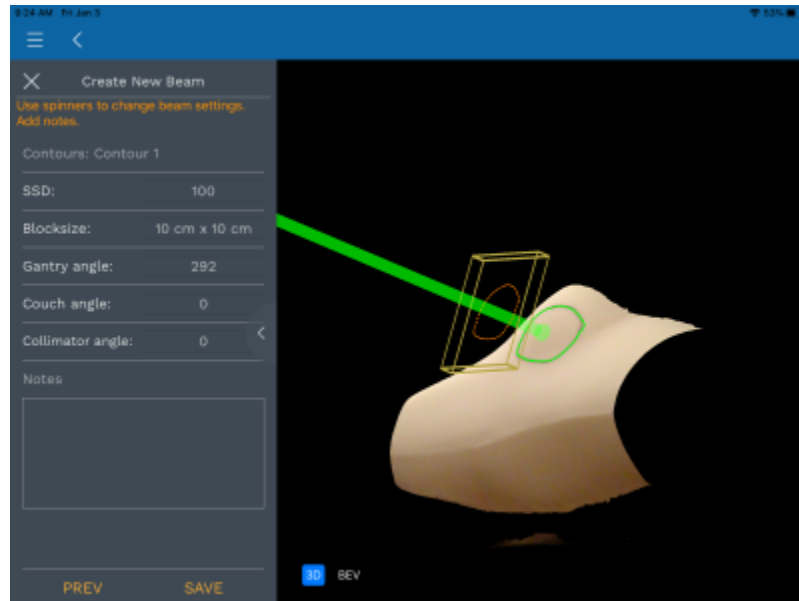 9:24 AM Fri Jan 3
53%
Create New Beam
Use spinners to change beam settings.
Add notes.
Contours: Contour 1
SSD: 100
Blocksize: 10 cm x 10 cm
Gantry angle: 292
Couch angle: 0
Collimator angle: 0
Notes
PREV SAVE
3D BEV